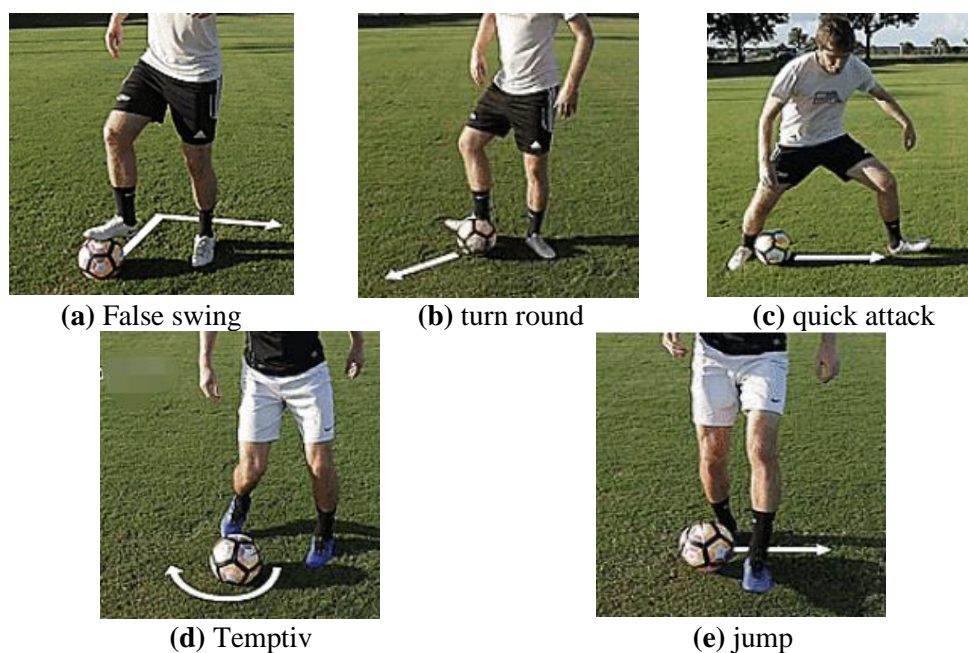 (a) False swing
(b) turn round
(c) quick attack
(d) Temptiv
(e) jump